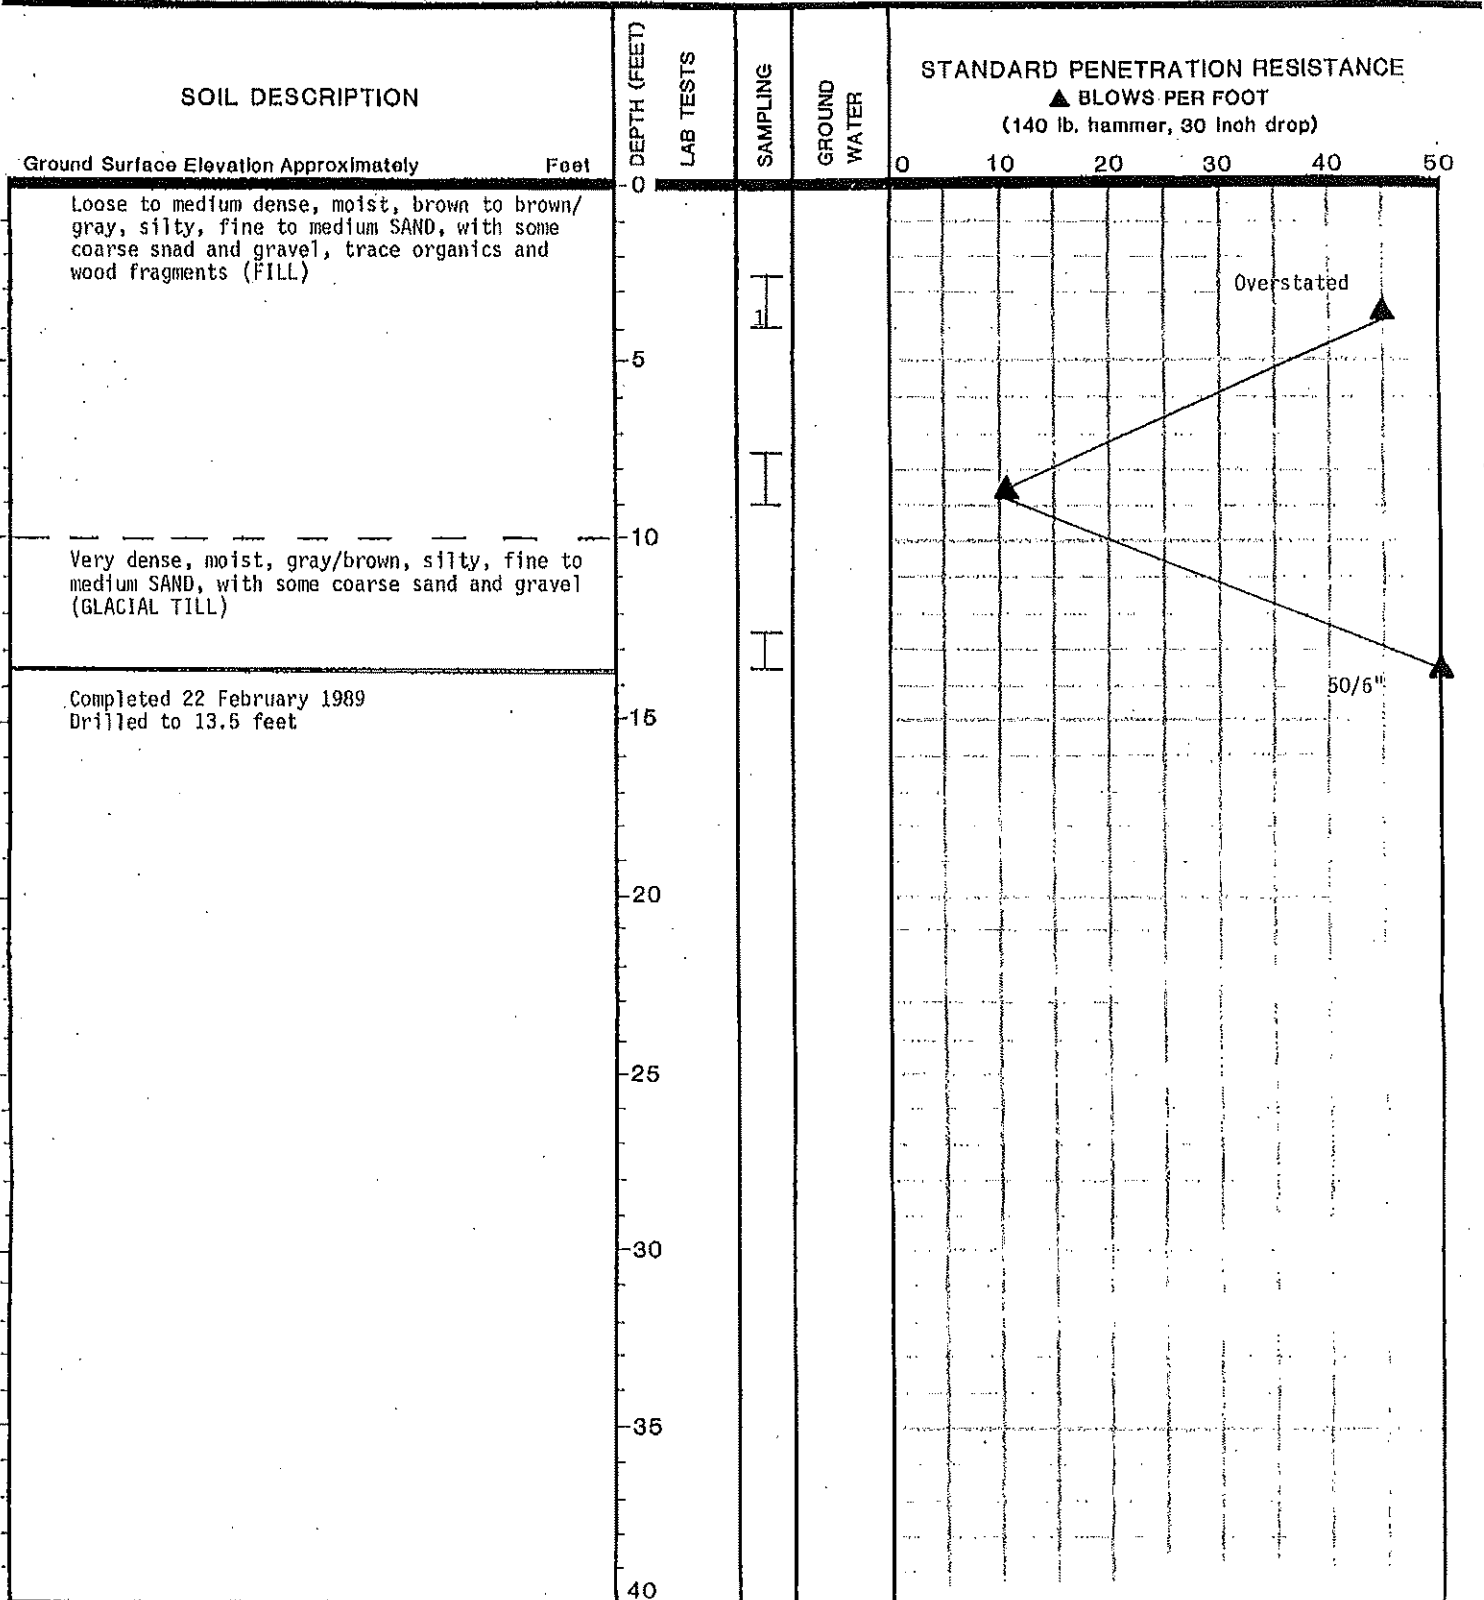 SOIL DESCRIPTION
Ground Surface Elevation Approximately Feet
DEPTH (FEET)
LAB TESTS
SAMPLING
GROUND
WATER
STANDARD PENETRATION RESISTANCE
▲ BLOWS PER FOOT
(140 lb. hammer, 30 inch drop)
0 10 20 30 40 50
0
Loose to medium dense, moist, brown to brown/
gray, silty, fine to medium SAND, with some
coarse snad and gravel, trace organics and
wood fragments (FILL)
Overstated
1
5
10
Very dense, moist, gray/brown, silty, fine to
medium SAND, with some coarse sand and gravel
(GLACIAL TILL)
50/6"
Completed 22 February 1989
Drilled to 13.5 feet
15
20
25
30
35
40